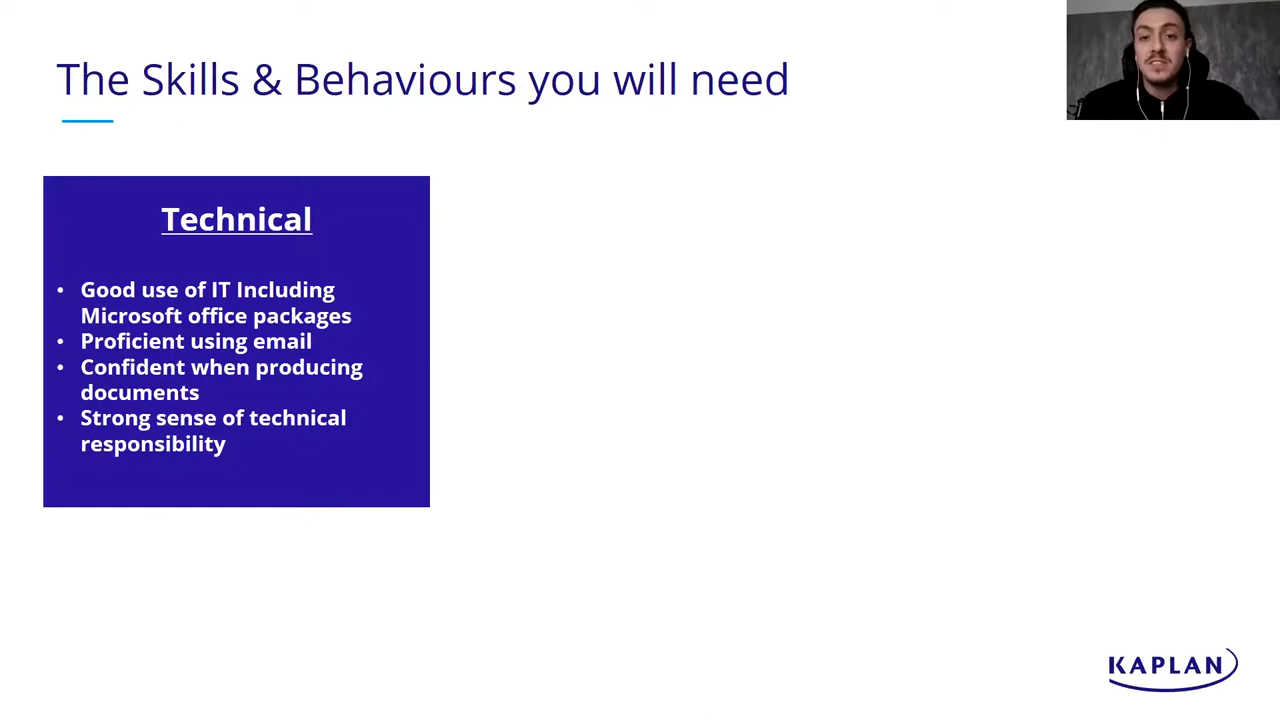 The Skills & Behaviours you will need
Technical
• Good use of IT Including
Microsoft office packages
• Proficient using email
• Confident when producing
documents
• Strong sense of technical
responsibility
KAPLAN